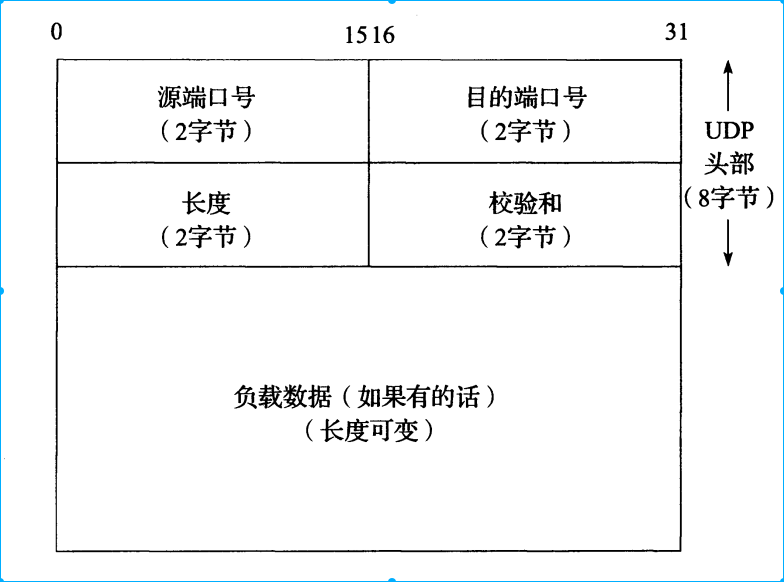 0 15 16 31
源端口号 目的端口号
（2字节） （2字节）
UDP
头部
（8字节）
长度 校验和
（2字节） （2字节）
负载数据（如果有的话）
（长度可变）